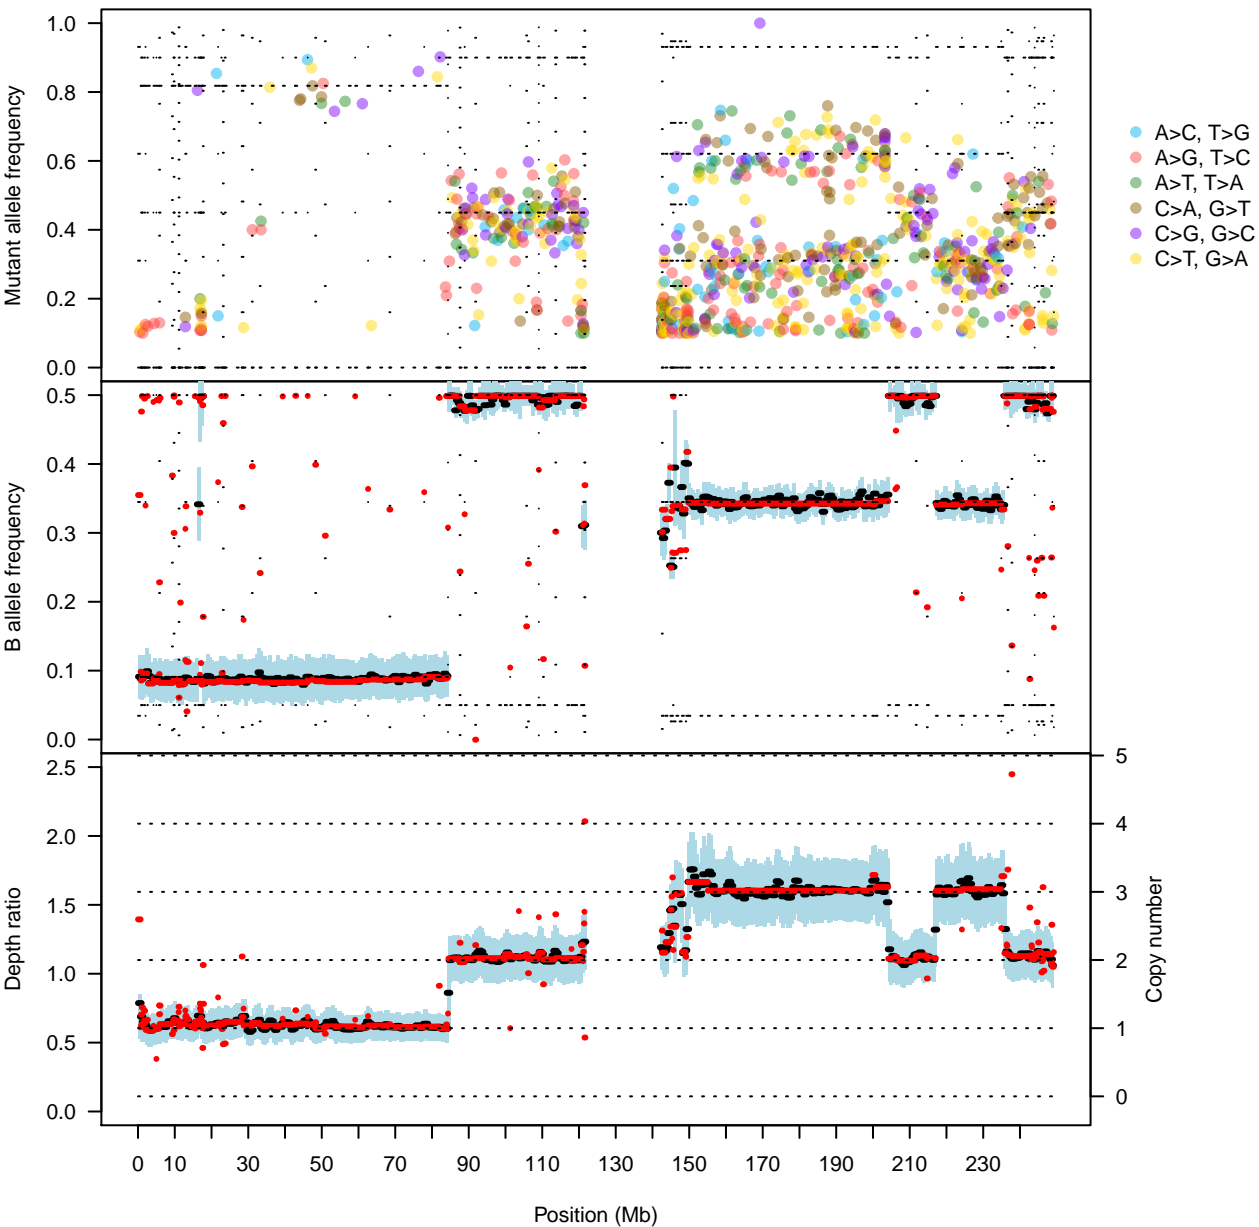 1.0
0.8
0.6
0.4
0.2
0.0
Mutant allele frequency
A>C, T>G
A>G, T>C
A>T, T>A
C>A, G>T
C>G, G>C
C>T, G>A
0.5
0.4
0.3
0.2
0.1
0.0
B allele frequency
2.5
2.0
1.5
1.0
0.5
0.0
Depth ratio
5
4
3
2
1
0
Copy number
0 10 30 50 70 90 110 130 150 170 190 210 230
Position (Mb)